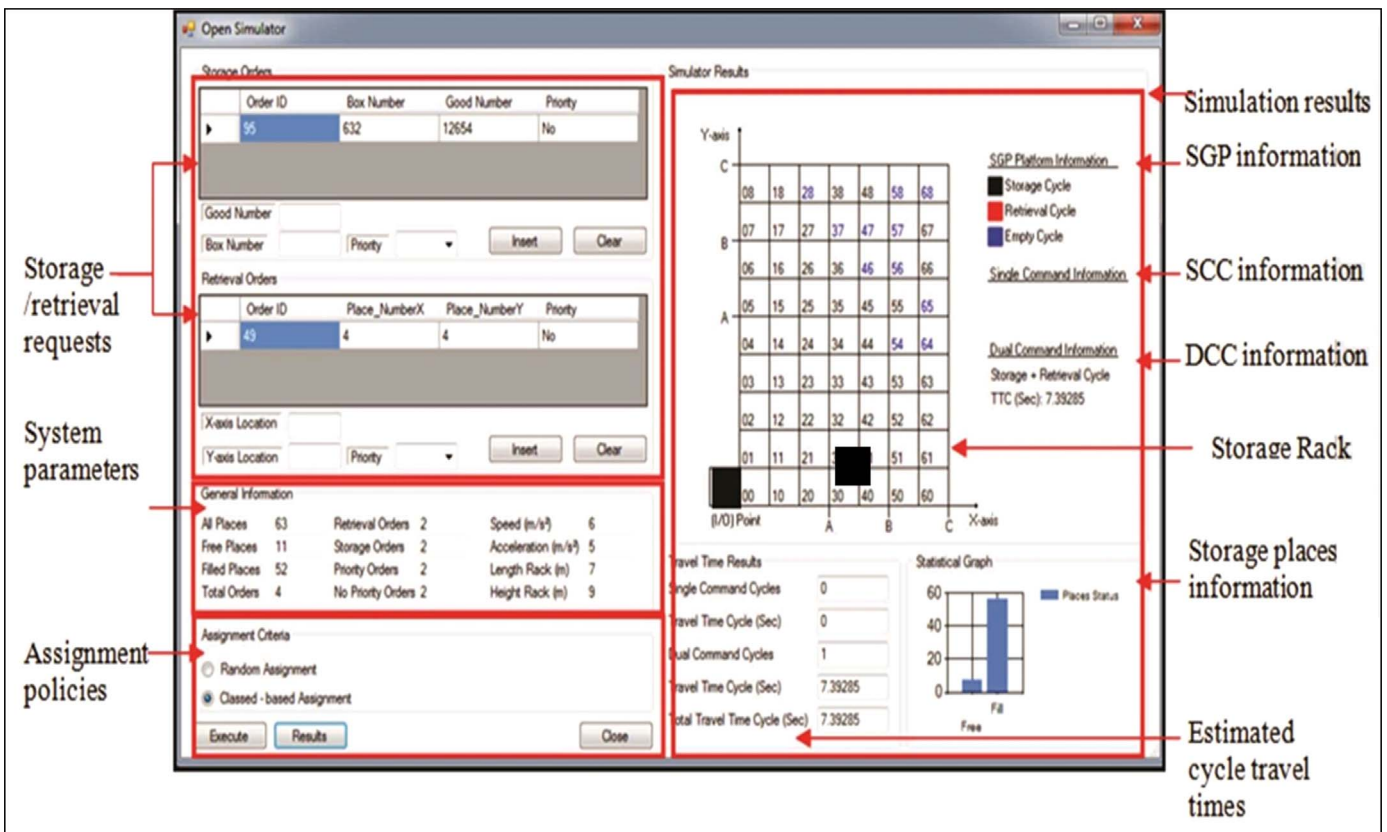 Open Simulator
Storage Orders
Order ID Box Number Good Number Priority
95 632 12654 No
Good Number
Box Number Priority Insert Clear
Retrieval Orders
Order ID Place_NumberX Place_NumberY Priority
49 4 4 No
X-axis Location
Y-axis Location Priority Insert Clear
General Information
All Places 63 Retrieval Orders 2 Speed (m/s²) 6
Free Places 11 Storage Orders 2 Acceleration (m/s²) 5
Filled Places 52 Priority Orders 2 Length Rack (m) 7
Total Orders 4 No Priority Orders 2 Height Rack (m) 9
Assignment Criteria
Random Assignment
Classed - based Assignment
Execute Results Close
Simulator Results
Y-axis
C
08 18 28 38 48 58 68
07 17 27 37 47 57 67
B
06 16 26 36 46 56 66
05 15 25 35 45 55 65
A
04 14 24 34 44 54 64
03 13 23 33 43 53 63
02 12 22 32 42 52 62
01 11 21 51 61
00 10 20 30 40 50 60
(I/O) Point A B C X-axis
SGP Platform Information
Storage Cycle
Retrieval Cycle
Empty Cycle
Single Command Information
Dual Command Information
Storage + Retrieval Cycle
TTC (Sec): 7.39285
Travel Time Results
Single Command Cycles 0
Travel Time Cycle (Sec) 0
Dual Command Cycles 1
Travel Time Cycle (Sec) 7.39285
Total Travel Time Cycle (Sec) 7.39285
Statistical Graph
60
40
20
0
Places Status
Fill
Free
Storage
/retrieval
requests
System
parameters
Assignment
policies
Simulation results
SGP information
SCC information
DCC information
Storage Rack
Storage places
information
Estimated
cycle travel
times